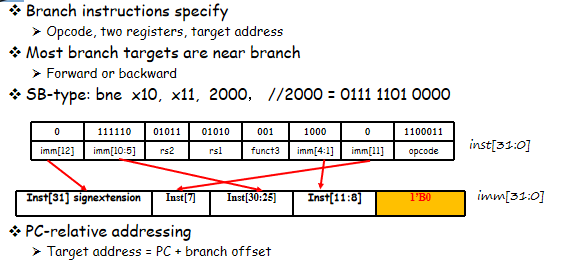 ❖ Branch instructions specify
➢ Opcode, two registers, target address
❖ Most branch targets are near branch
➢ Forward or backward
❖ SB-type: bne x10, x11, 2000, //2000 = 0111 1101 0000
0 111110 01011 01010 001 1000 0 1100011
imm[12] imm[10:5] rs2 rs1 funct3 imm[4:1] imm[11] opcode
inst[31:0]
Inst[31] signextension Inst[7] Inst[30:25] Inst[11:8] 1'B0
imm[31:0]
❖ PC-relative addressing
➢ Target address = PC + branch offset